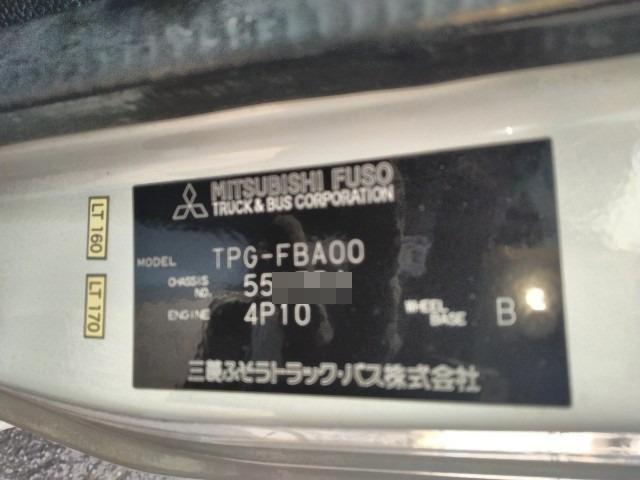 MITSUBISHI FUSO
TRUCK & BUS CORPORATION
MODEL TPG-FBA00
CHASSIS NO. 55
ENGINE 4P10
WHEEL BASE B
三菱ふそうトラック・バス株式会社
LT 160
LT 170